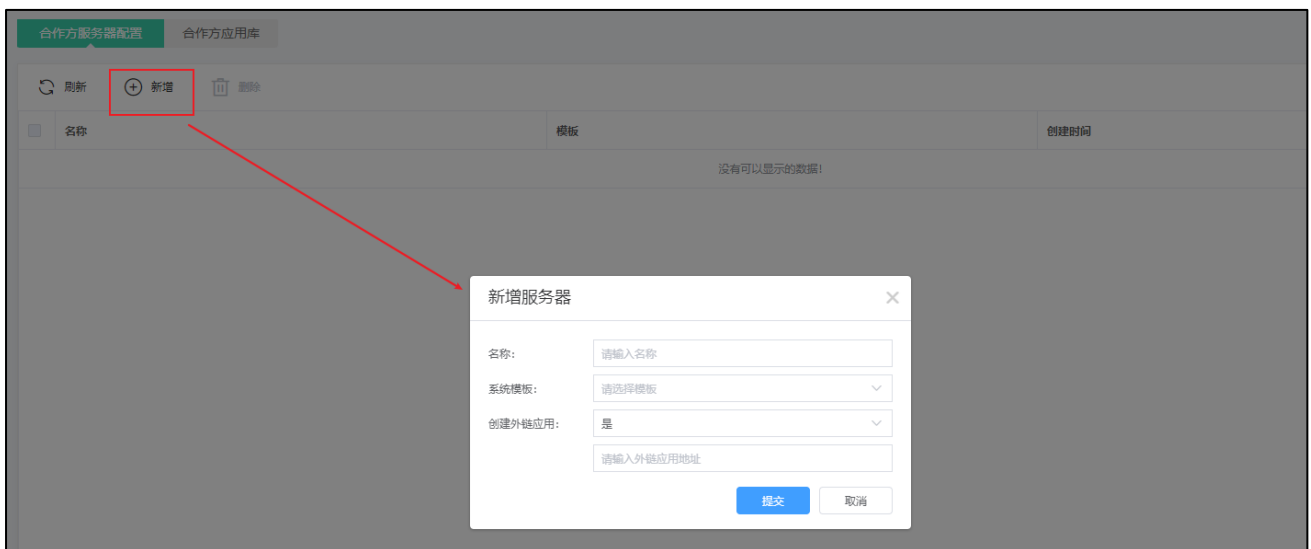 合作方服务器配置 合作方应用库
刷新 新增 删除
名称 模板 创建时间
没有可以显示的数据!
新增服务器
名称: 请输入名称
系统模板: 请选择模板
创建外链应用: 是
请输入外链应用地址
提交 取消